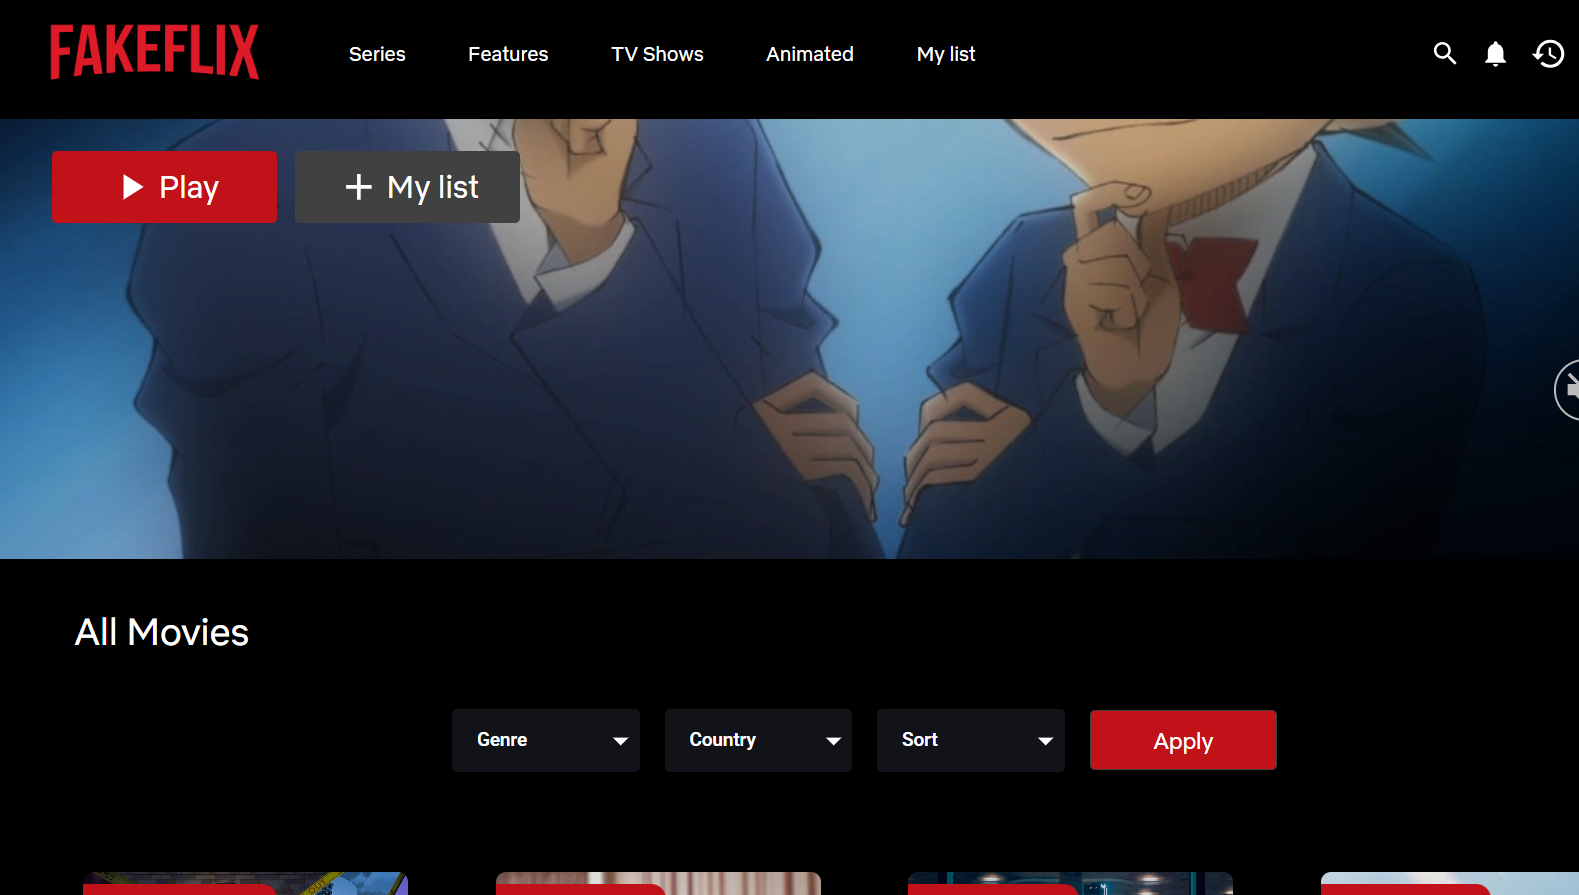 FAKEFLIX
Series Features TV Shows Animated My list
Play My list
All Movies
Genre Country Sort Apply